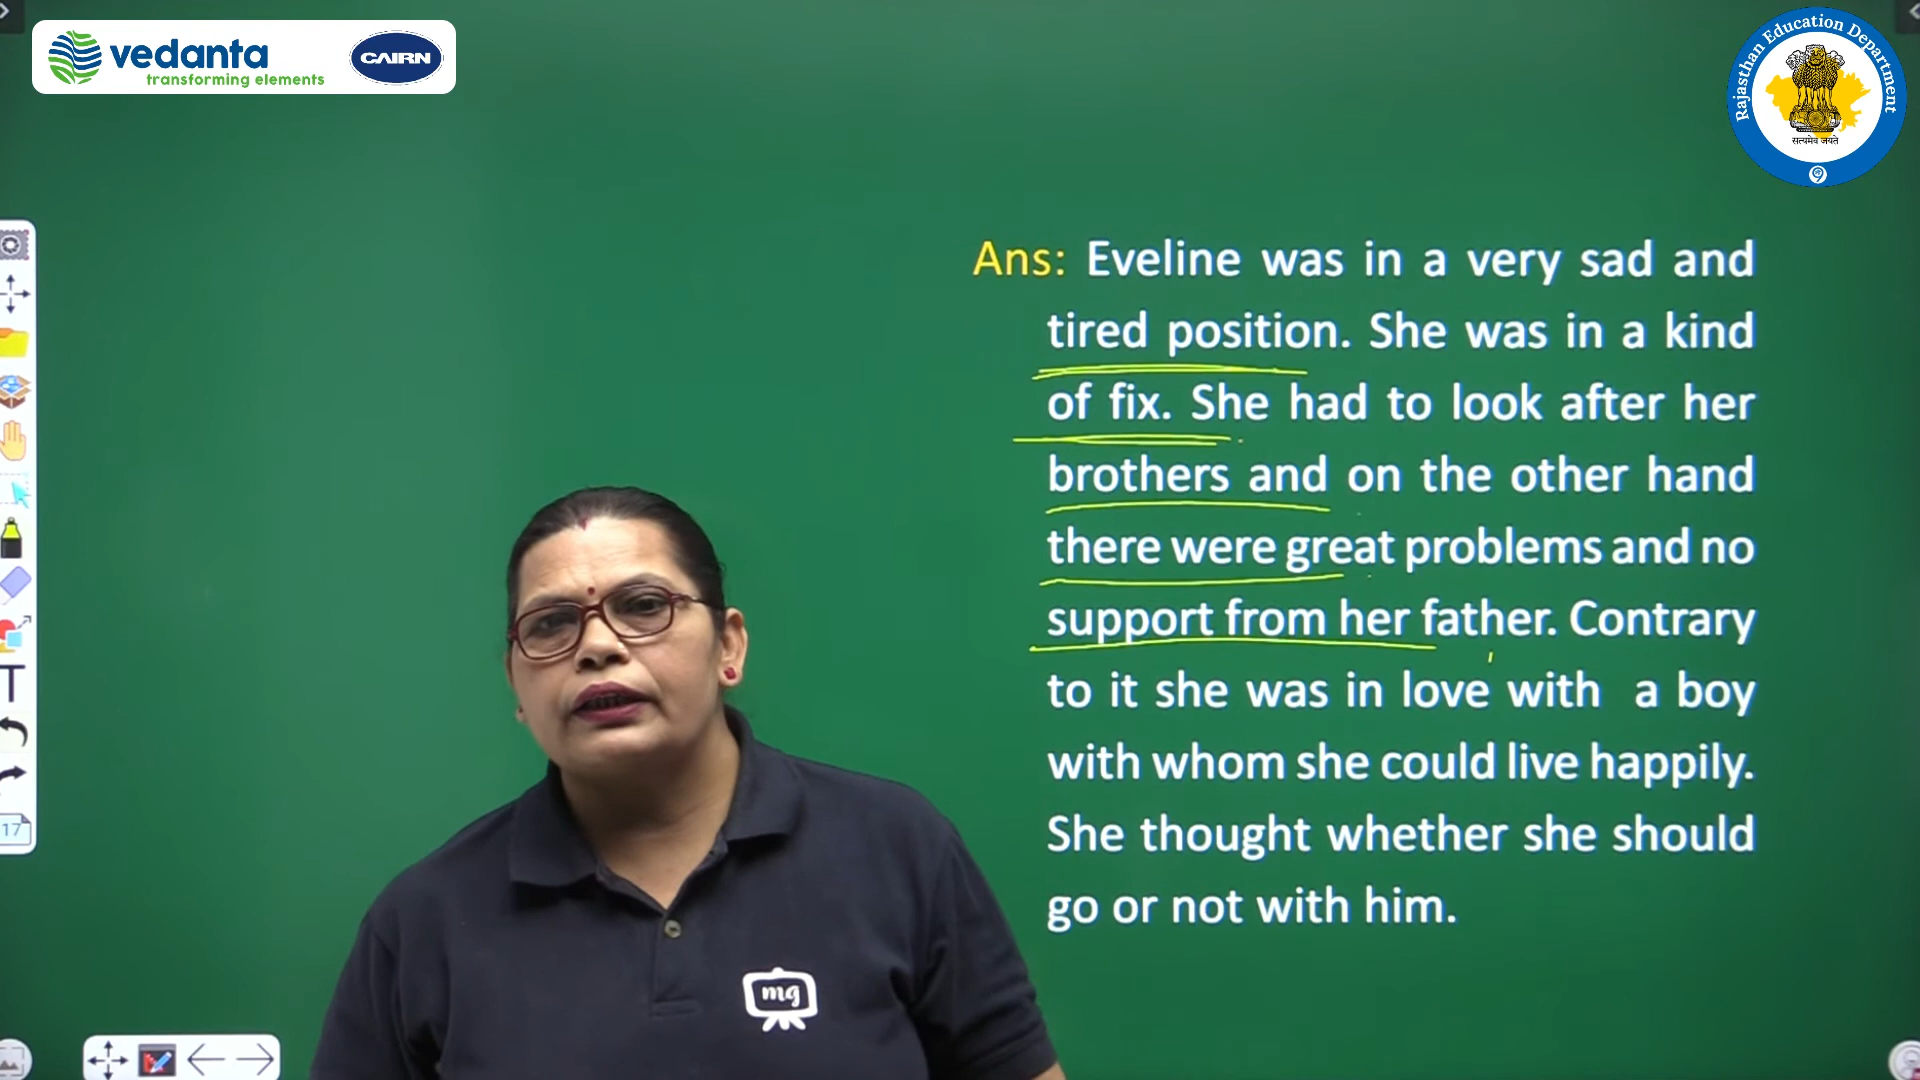 vedanta
transforming elements
CAIRN
Rajasthan Education Department
सत्यमेव जयते
Ans: Eveline was in a very sad and
tired position. She was in a kind
of fix. She had to look after her
brothers and on the other hand
there were great problems and no
support from her father. Contrary
to it she was in love with a boy
with whom she could live happily.
She thought whether she should
go or not with him.
T
17
mg